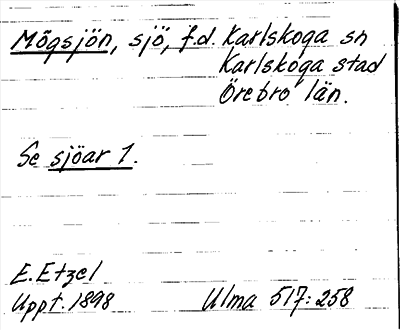 Mögsjön, sjö, f.d. Karlskoga sn
Karlskoga stad
Örebro län.
Se sjöar 1.
E. Etzel
Uppt. 1898
Ulma 517:258